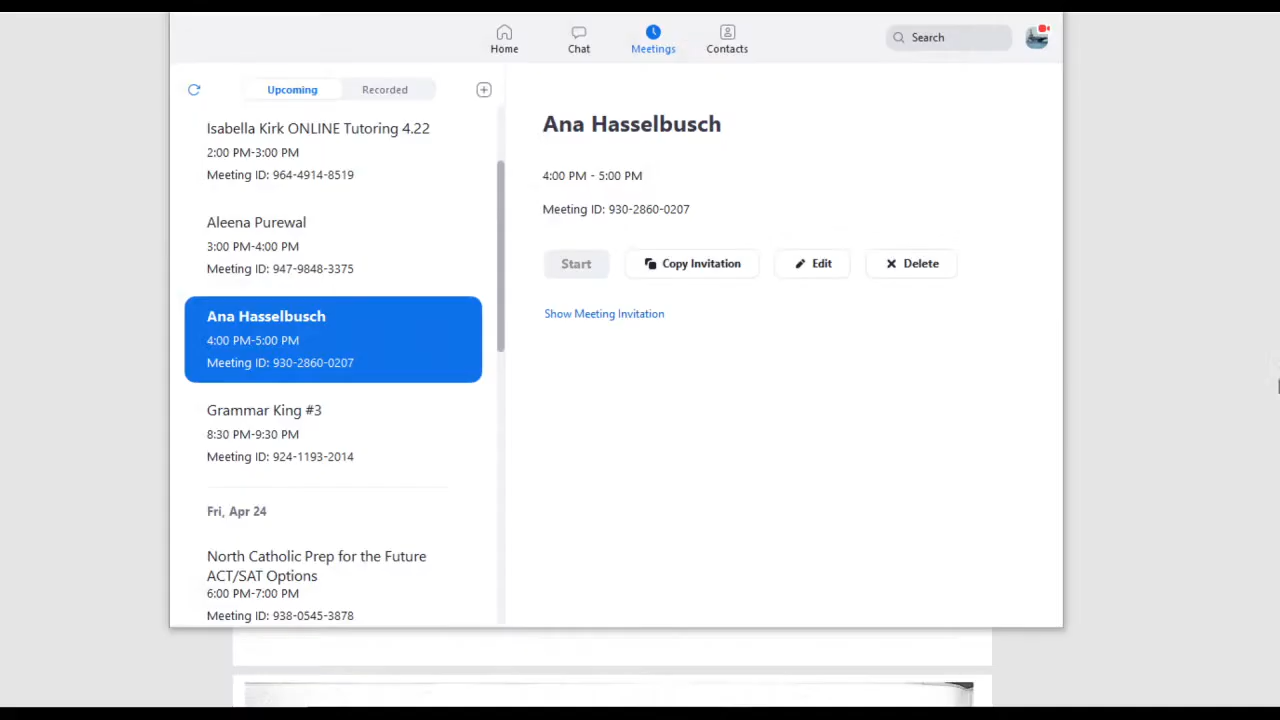 Home
Chat
Meetings
Contacts
Search
Upcoming
Recorded
Isabella Kirk ONLINE Tutoring 4.22
2:00 PM-3:00 PM
Meeting ID: 964-4914-8519
Aleena Purewal
3:00 PM-4:00 PM
Meeting ID: 947-9848-3375
Ana Hasselbusch
4:00 PM-5:00 PM
Meeting ID: 930-2860-0207
Grammar King #3
8:30 PM-9:30 PM
Meeting ID: 924-1193-2014
Fri, Apr 24
North Catholic Prep for the Future
ACT/SAT Options
6:00 PM-7:00 PM
Meeting ID: 938-0545-3878
Ana Hasselbusch
4:00 PM - 5:00 PM
Meeting ID: 930-2860-0207
Start
Copy Invitation
Edit
Delete
Show Meeting Invitation